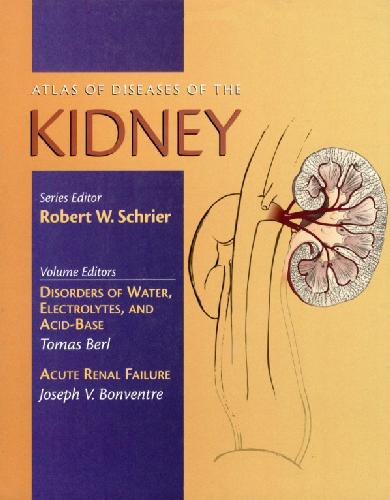 ATLAS OF DISEASES OF THE
KIDNEY
Series Editor
Robert W. Schrier
Volume Editors
DISORDERS OF WATER,
ELECTROLYTES, AND
ACID-BASE
Tomas Berl
ACUTE RENAL FAILURE
Joseph V. Bonventre